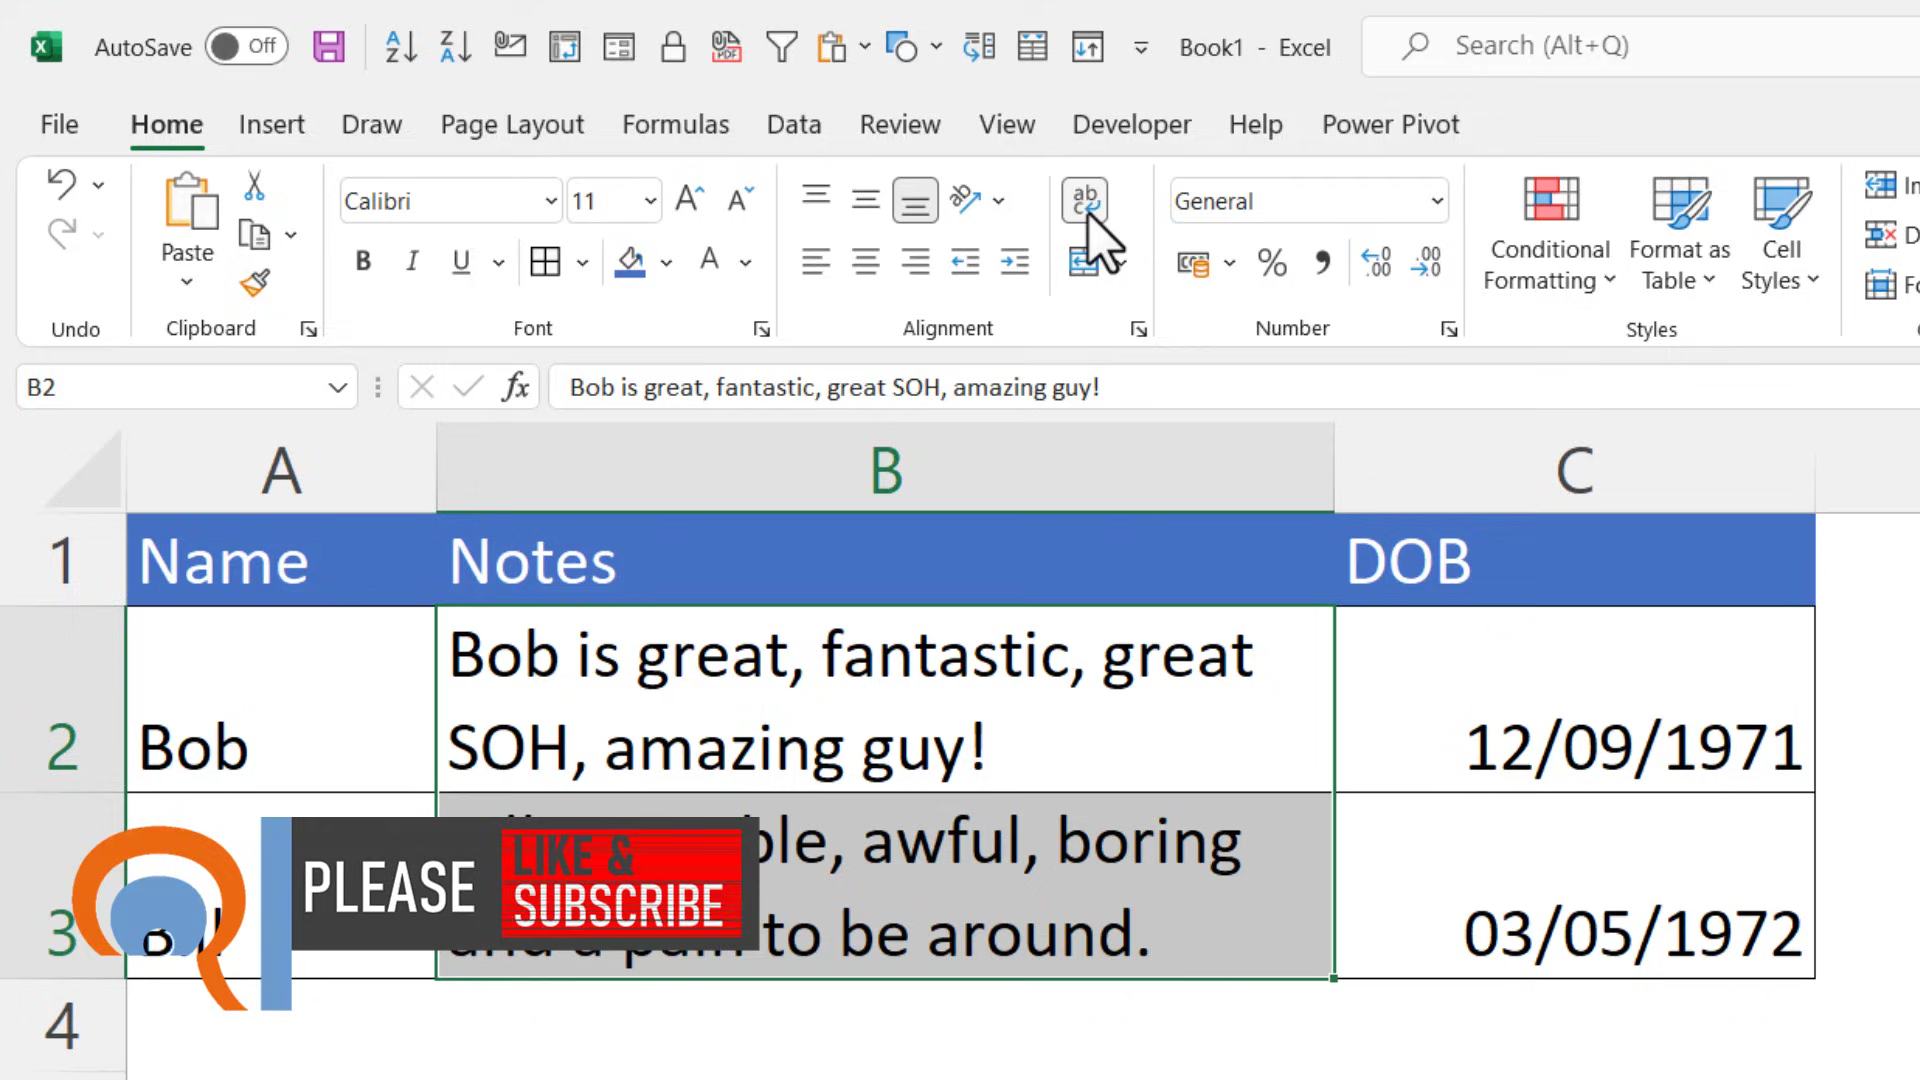 AutoSave Off Book1 - Excel Search (Alt+Q)
File Home Insert Draw Page Layout Formulas Data Review View Developer Help Power Pivot
Calibri 11 General
Paste
B I U
Conditional Formatting
Format as Table
Cell Styles
Undo Clipboard Font Alignment Number Styles
B2 fx Bob is great, fantastic, great SOH, amazing guy!
A B C
1 Name Notes DOB
Bob is great, fantastic, great
2 Bob SOH, amazing guy! 12/09/1971
awful, boring
3 to be around. 03/05/1972
PLEASE LIKE &
SUBSCRIBE
4